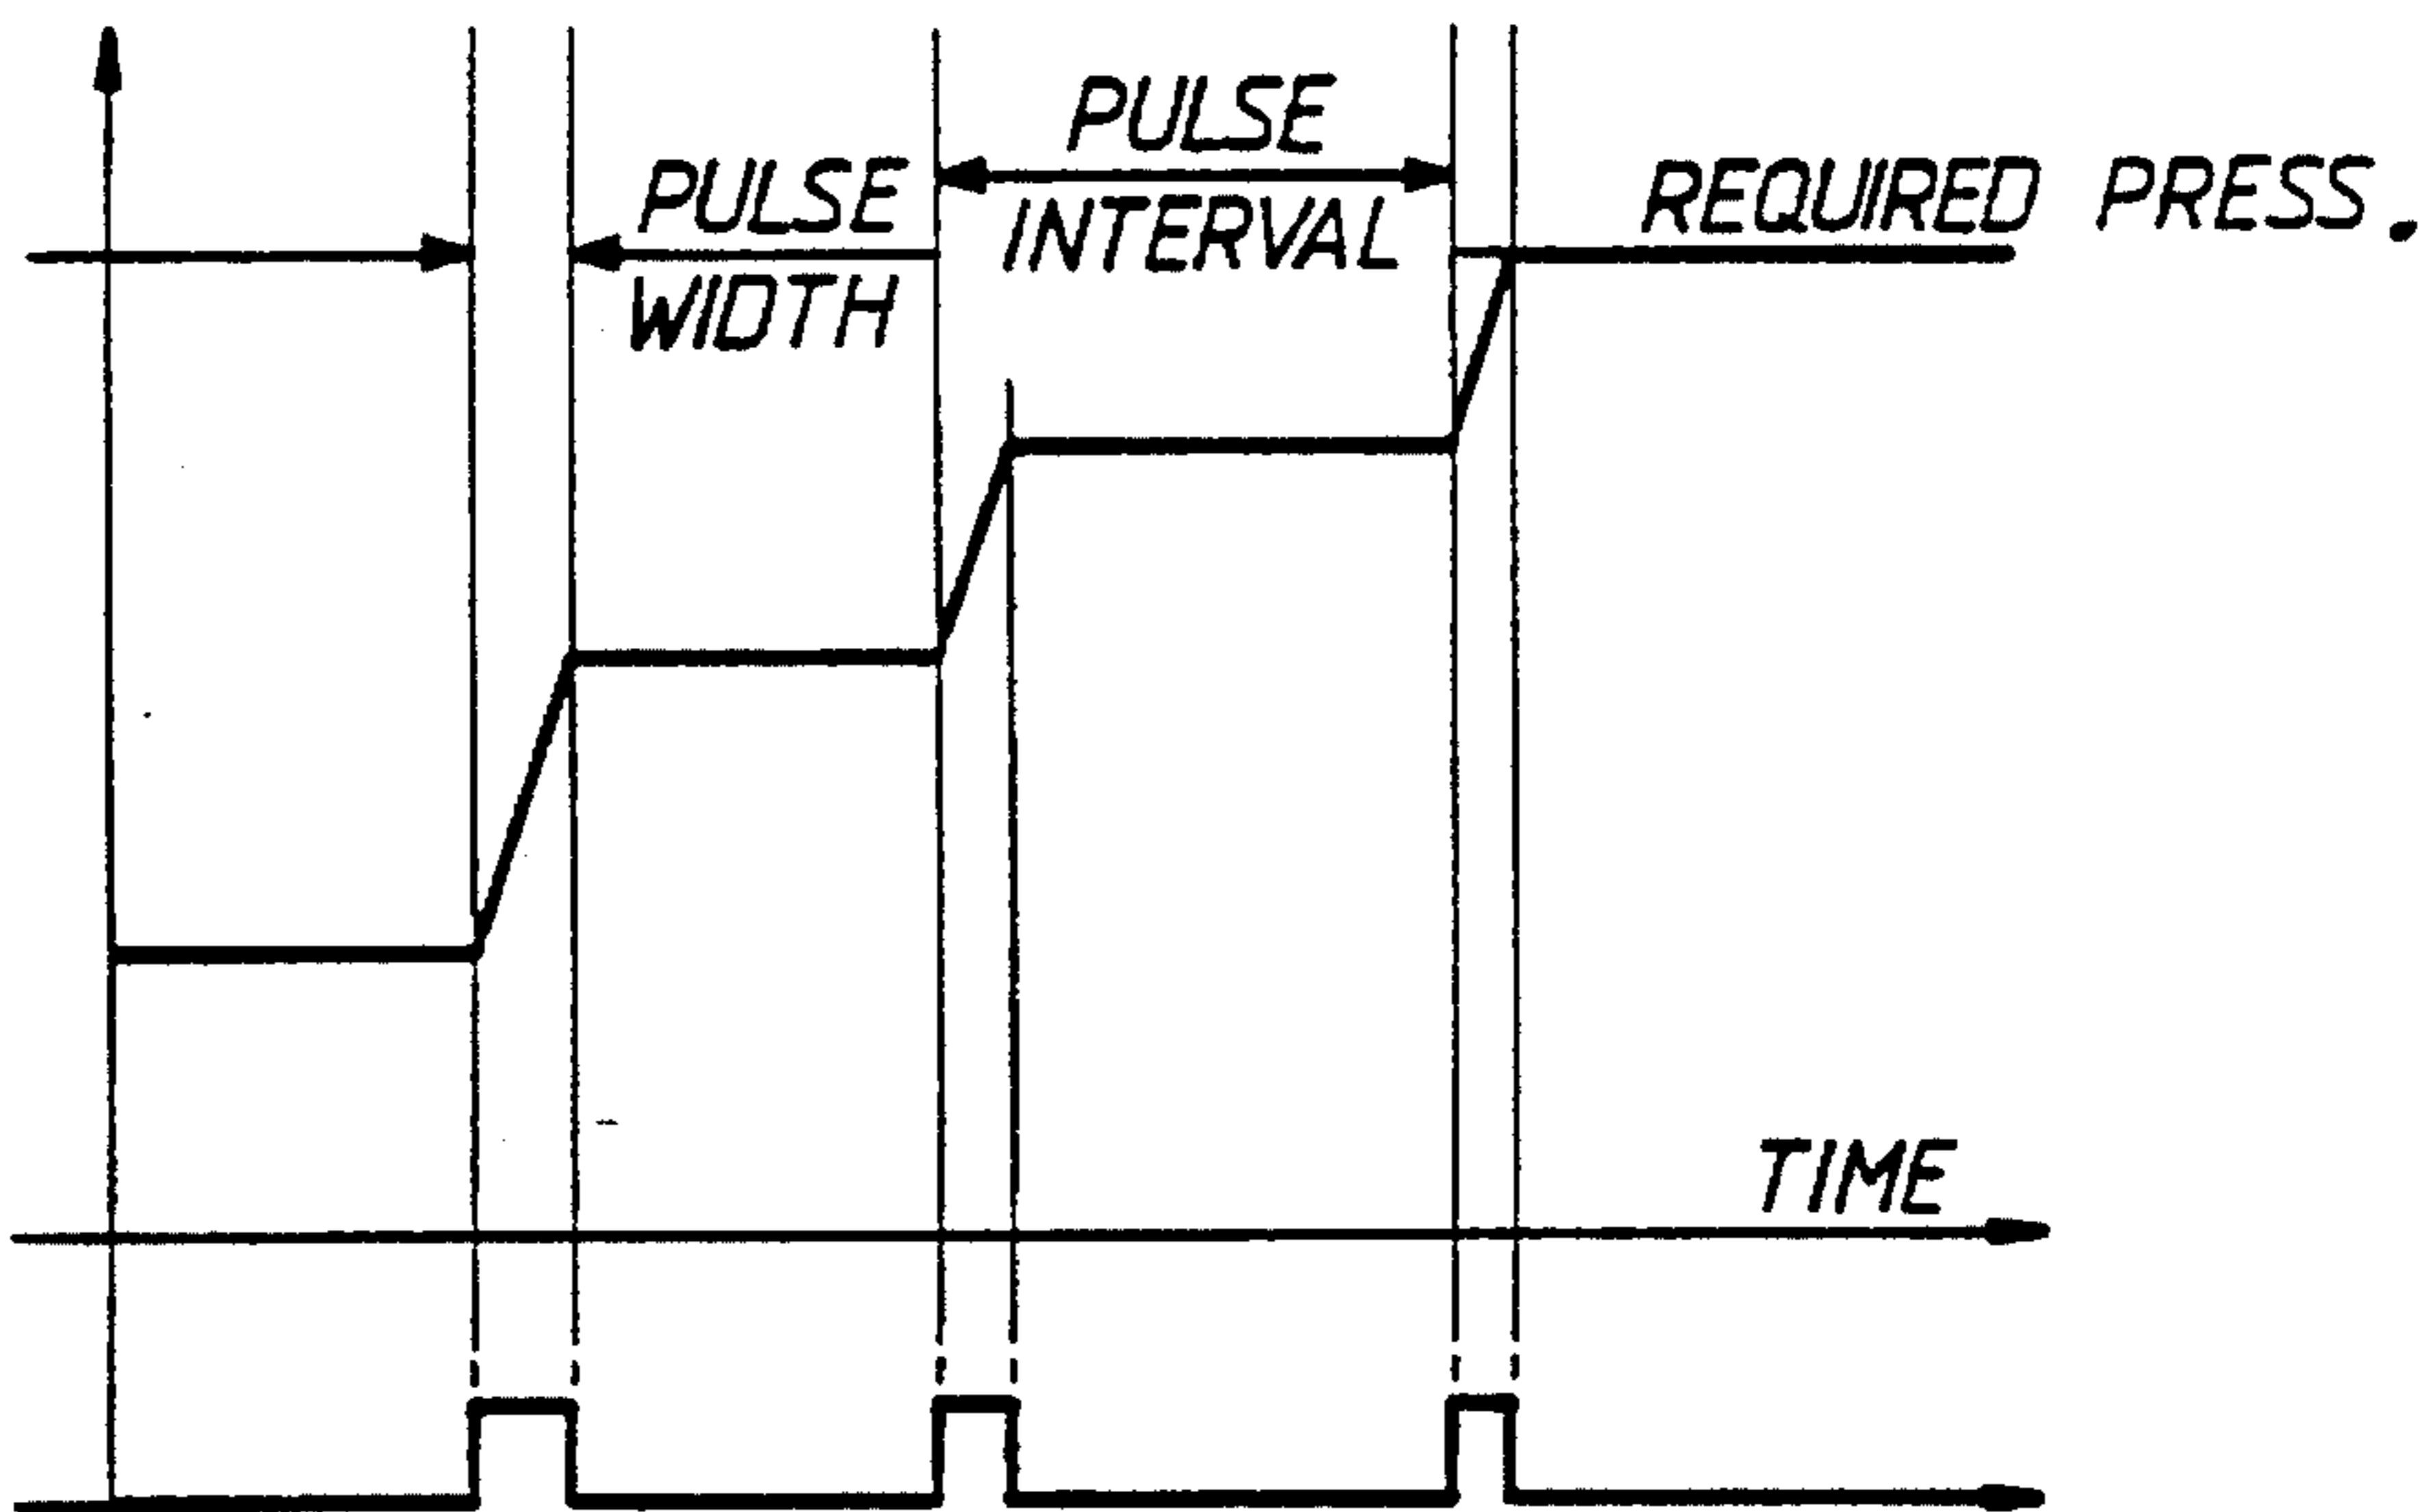 PULSE
INTERVAL
PULSE
WIDTH
REQUIRED PRESS.
TIME